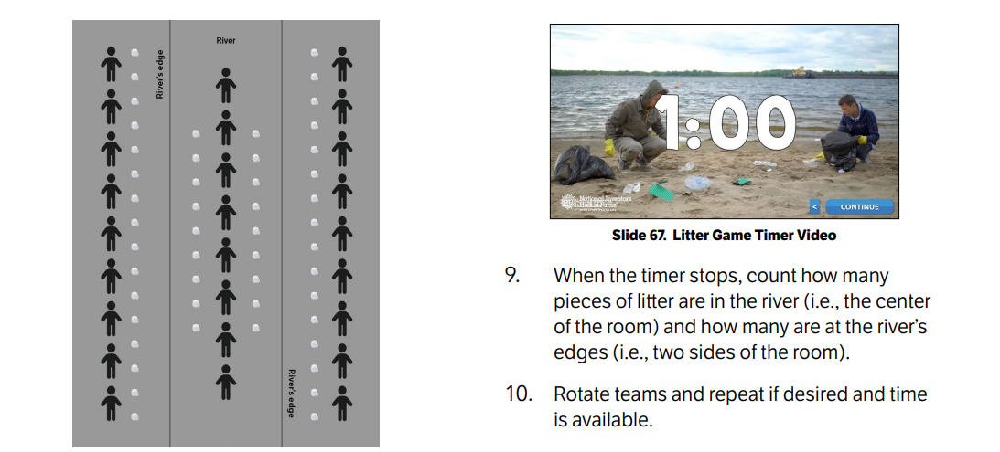 River
River's edge
River's edge
1:00
National Inventors
Hall of Fame
< CONTINUE
Slide 67. Litter Game Timer Video
9. When the timer stops, count how many
pieces of litter are in the river (i.e., the center
of the room) and how many are at the river's
edges (i.e., two sides of the room).
10. Rotate teams and repeat if desired and time
is available.